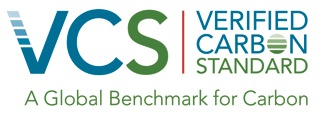 VCS
VERIFIED
CARBON
STANDARD
A Global Benchmark for Carbon